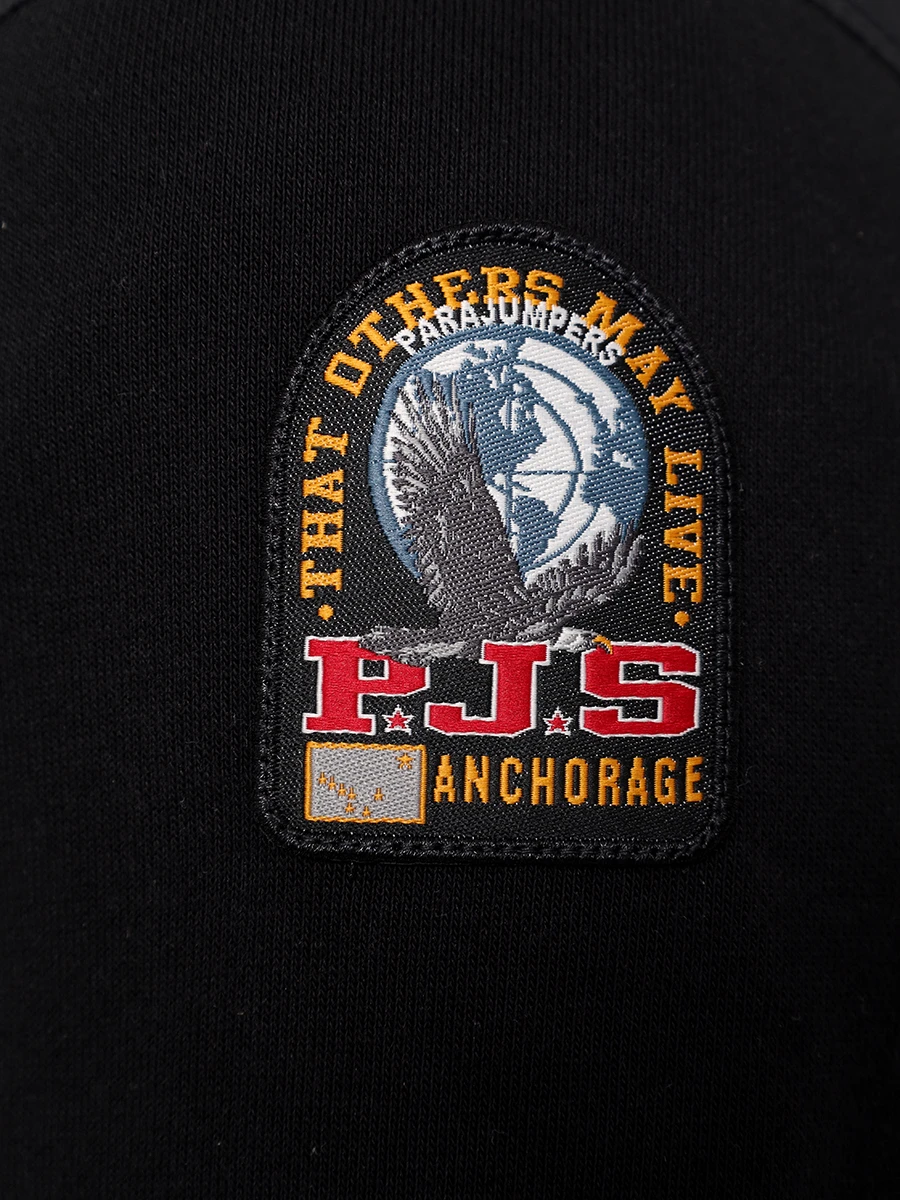 ·THAT OTHERS MAY LIVE·
PARAJUMPERS
P.J.S
ANCHORAGE